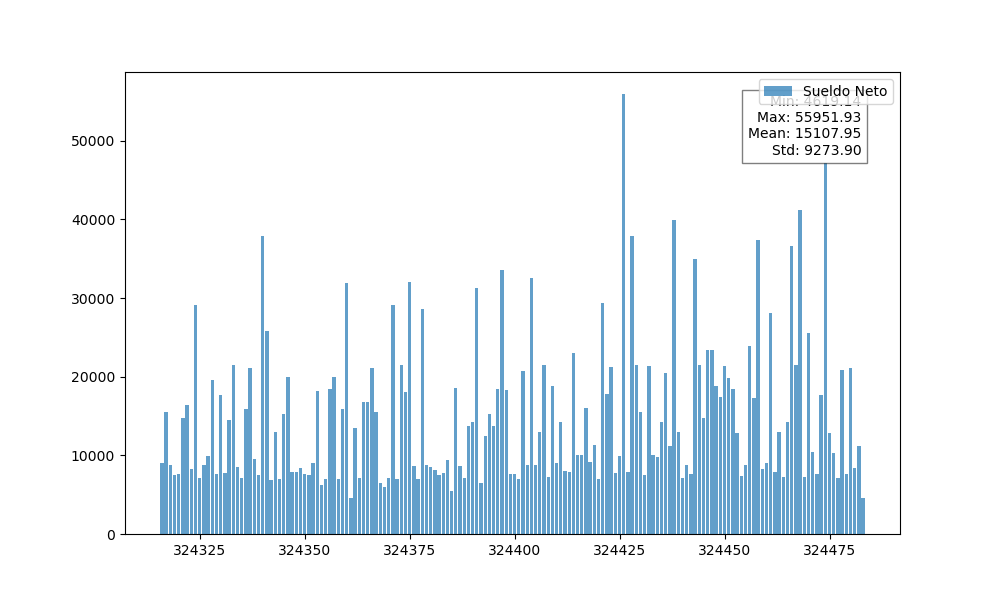 Sueldo Neto
Min: 4619.14
Max: 55951.93
Mean: 15107.95
Std: 9273.90
50000
40000
30000
20000
10000
0
324325
324350
324375
324400
324425
324450
324475